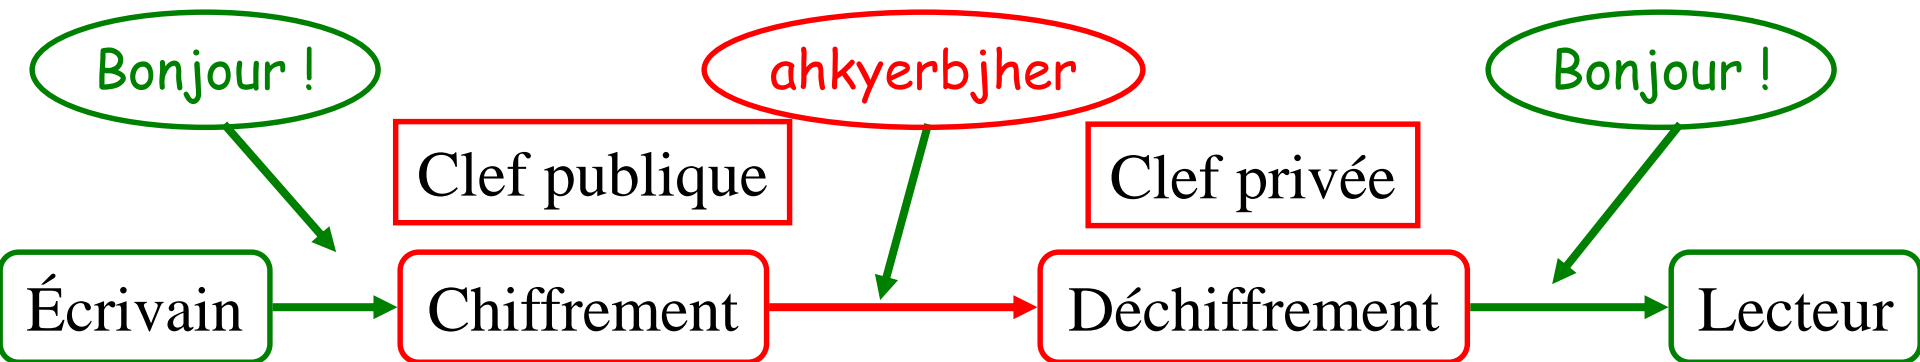 Bonjour !
ahkyerbjher
Bonjour !
Clef publique
Clef privée
Écrivain
Chiffrement
Déchiffrement
Lecteur